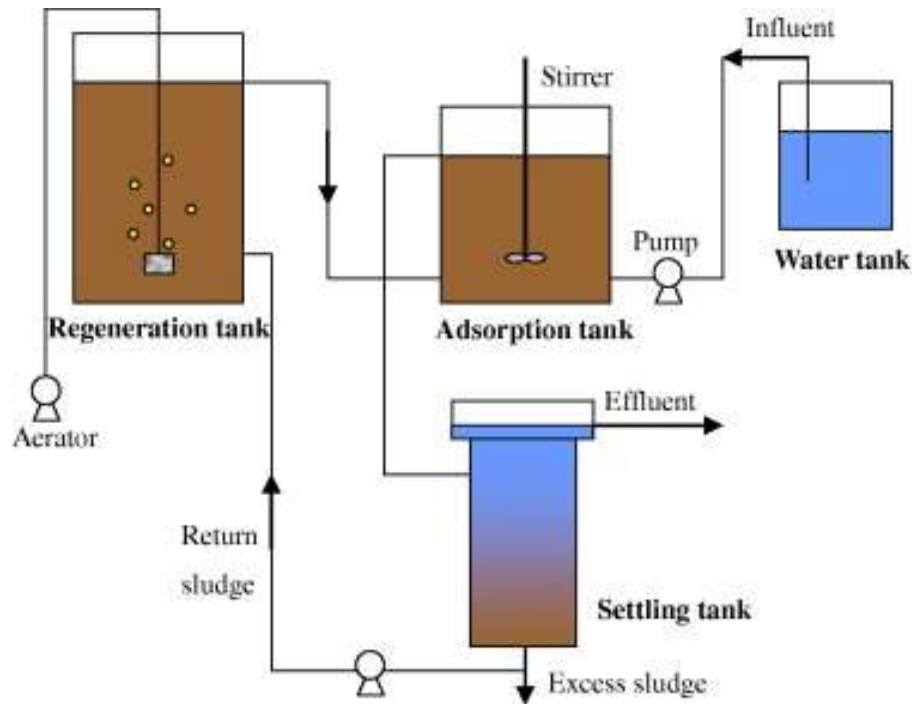 Influent
Stirrer
Pump
Water tank
Regeneration tank
Adsorption tank
Aerator
Effluent
Return
sludge
Settling tank
Excess sludge